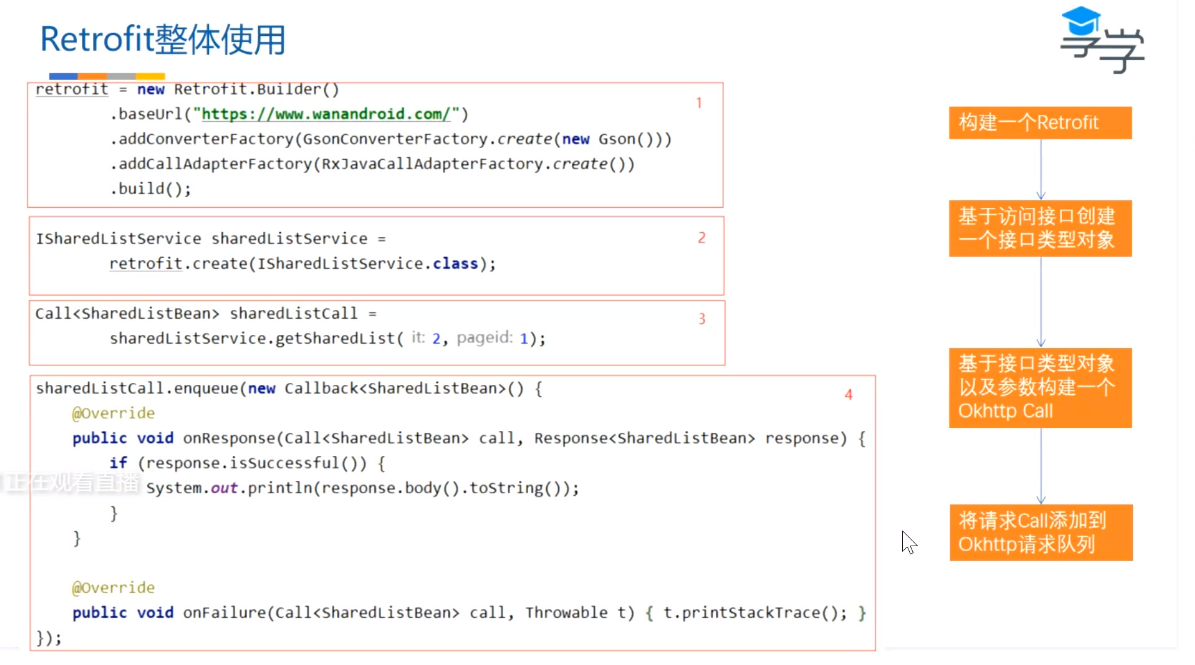 Retrofit整体使用
retrofit = new Retrofit.Builder()
.baseUrl("https://www.wanandroid.com/")
.addConverterFactory(GsonConverterFactory.create(new Gson()))
.addCallAdapterFactory(RxJavaCallAdapterFactory.create())
.build();
1
ISharedListService sharedListService =
retrofit.create(ISharedListService.class);
2
Call<SharedListBean> sharedListCall =
sharedListService.getSharedList( it: 2, pageid: 1);
3
sharedListCall.enqueue(new Callback<SharedListBean>() {
@Override
public void onResponse(Call<SharedListBean> call, Response<SharedListBean> response) {
if (response.isSuccessful()) {
System.out.println(response.body().toString());
}
}
@Override
public void onFailure(Call<SharedListBean> call, Throwable t) { t.printStackTrace(); }
});
4
正在观看直播
享学
构建一个Retrofit
基于访问接口创建
一个接口类型对象
基于接口类型对象
以及参数构建一个
Okhttp Call
将请求Call添加到
Okhttp请求队列